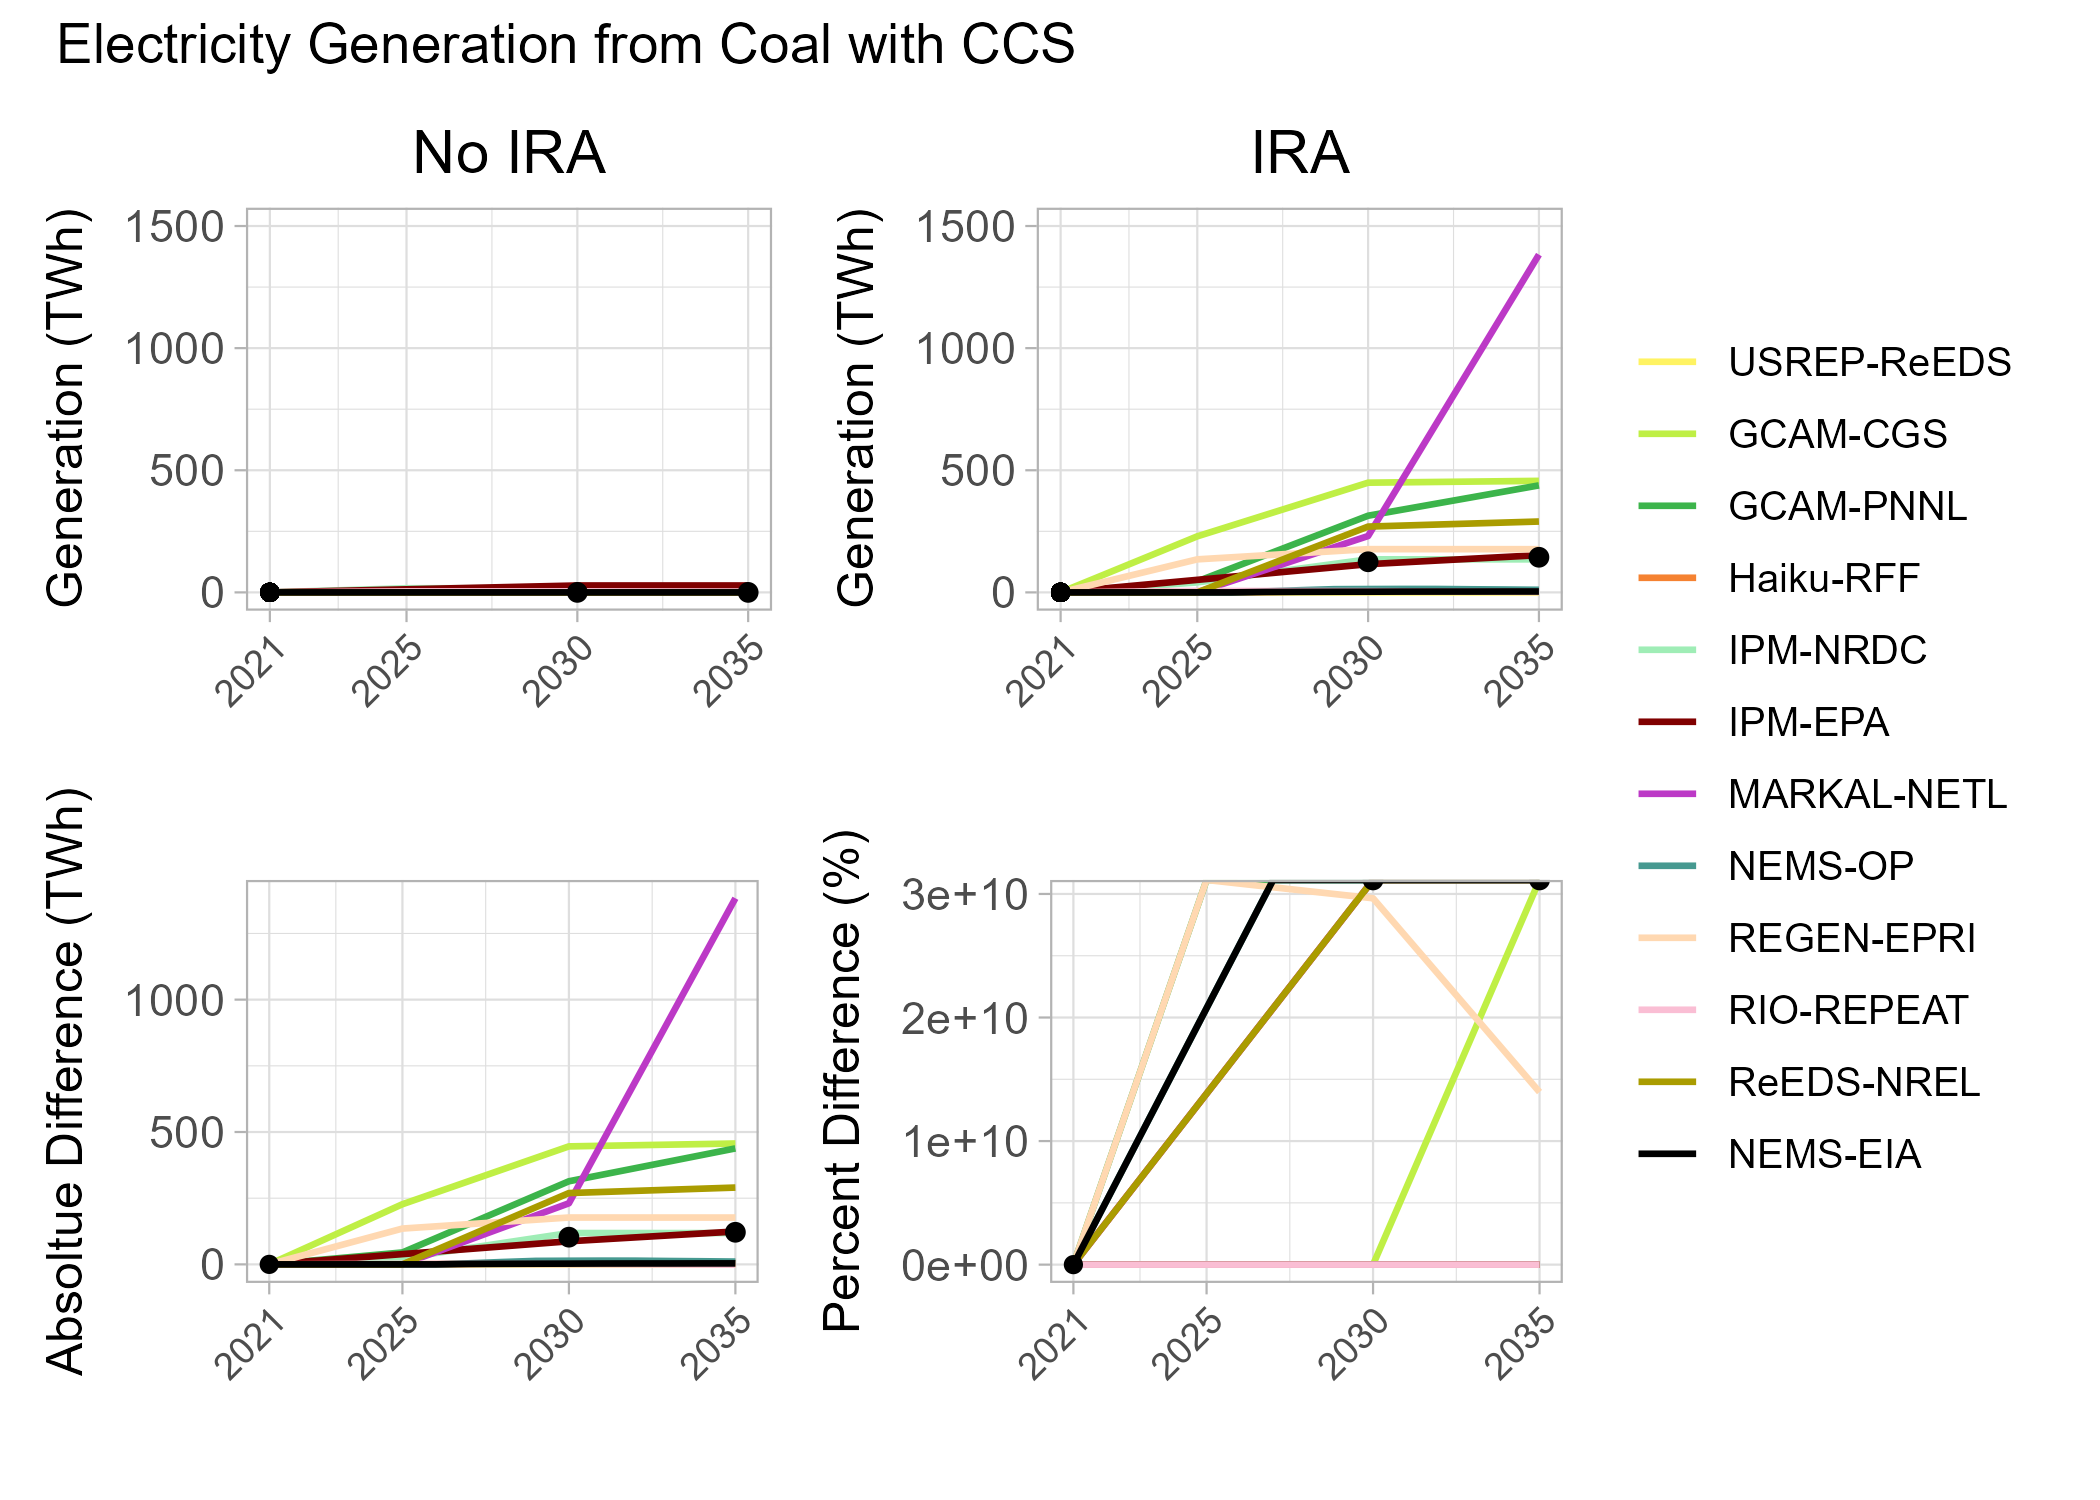 Electricity Generation from Coal with CCS
No IRA
IRA
Generation (TWh)
1500
1000
500
0
2021
2025
2030
2035
Generation (TWh)
1500
1000
500
0
2021
2025
2030
2035
Absoltue Difference (TWh)
1000
500
0
2021
2025
2030
2035
Percent Difference (%)
3e+10
2e+10
1e+10
0e+00
2021
2025
2030
2035
USREP-ReEDS
GCAM-CGS
GCAM-PNNL
Haiku-RFF
IPM-NRDC
IPM-EPA
MARKAL-NETL
NEMS-OP
REGEN-EPRI
RIO-REPEAT
ReEDS-NREL
NEMS-EIA